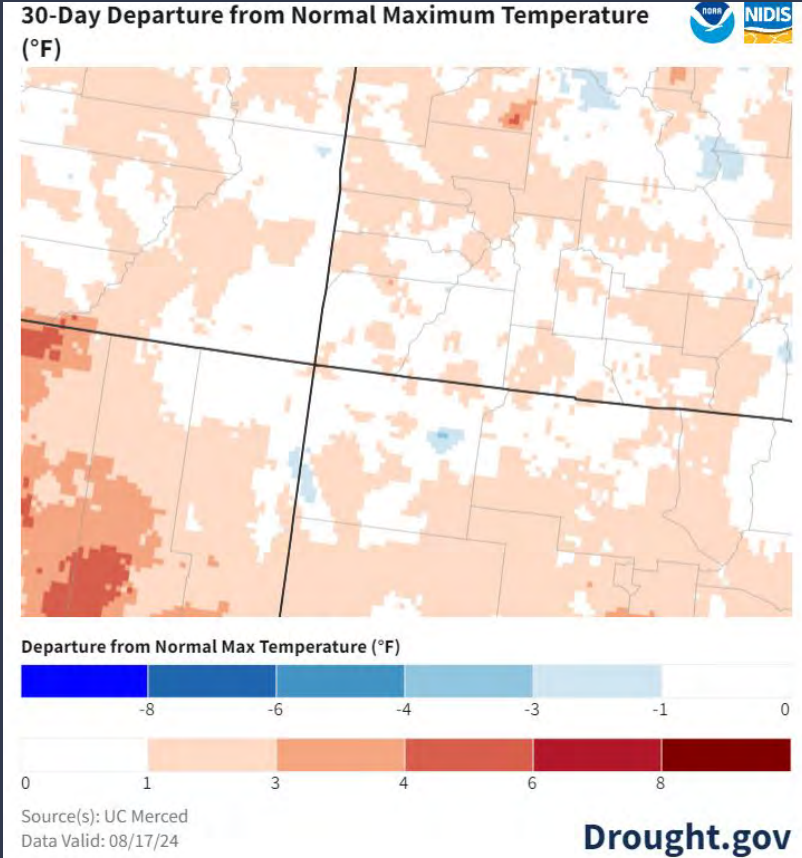 30-Day Departure from Normal Maximum Temperature
(°F)
NOAA
NIDIS
Departure from Normal Max Temperature (°F)
-8 -6 -4 -3 -1 0
0 1 3 4 6 8
Source(s): UC Merced
Data Valid: 08/17/24
Drought.gov